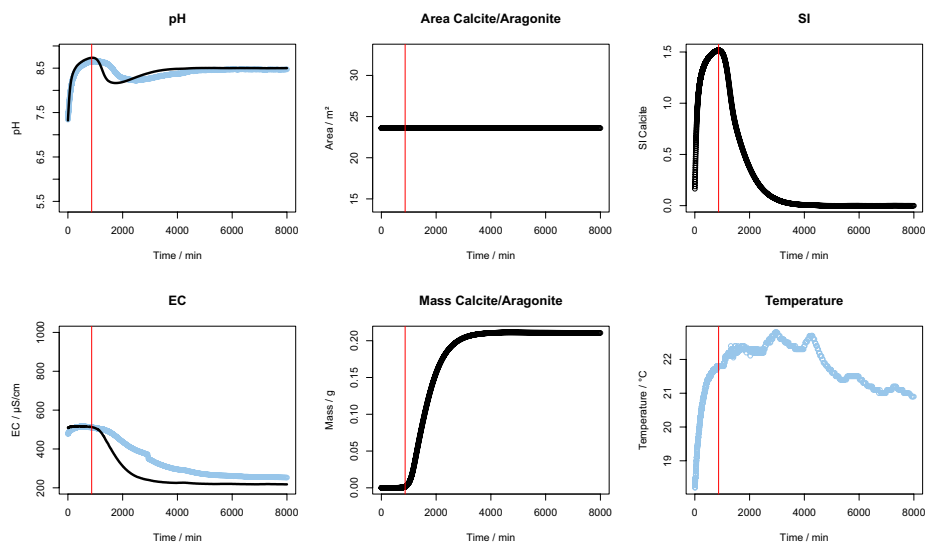 pH
8.5
7.5
6.5
5.5
pH
0 2000 4000 6000 8000
Time / min
Area Calcite/Aragonite
30
25
20
15
Area / m²
0 2000 4000 6000 8000
Time / min
SI
1.5
1.0
0.5
0.0
SI Calcite
0 2000 4000 6000 8000
Time / min
EC
1000
800
600
400
200
EC / µS/cm
0 2000 4000 6000 8000
Time / min
Mass Calcite/Aragonite
0.20
0.15
0.10
0.05
0.00
Mass / g
0 2000 4000 6000 8000
Time / min
Temperature
22
21
20
19
18
Temperature / °C
0 2000 4000 6000 8000
Time / min